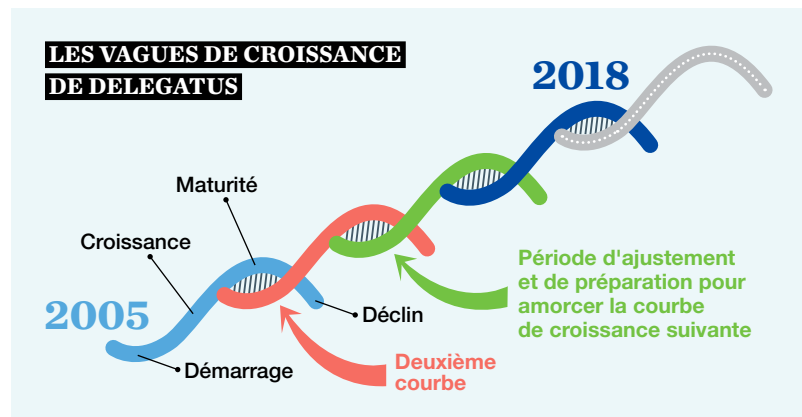 LES VAGUES DE CROISSANCE
DE DELEGATUS
2018
Maturité
Croissance
2005
Déclin
Démarrage
Deuxième
courbe
Période d'ajustement
et de préparation pour
amorcer la courbe
de croissance suivante